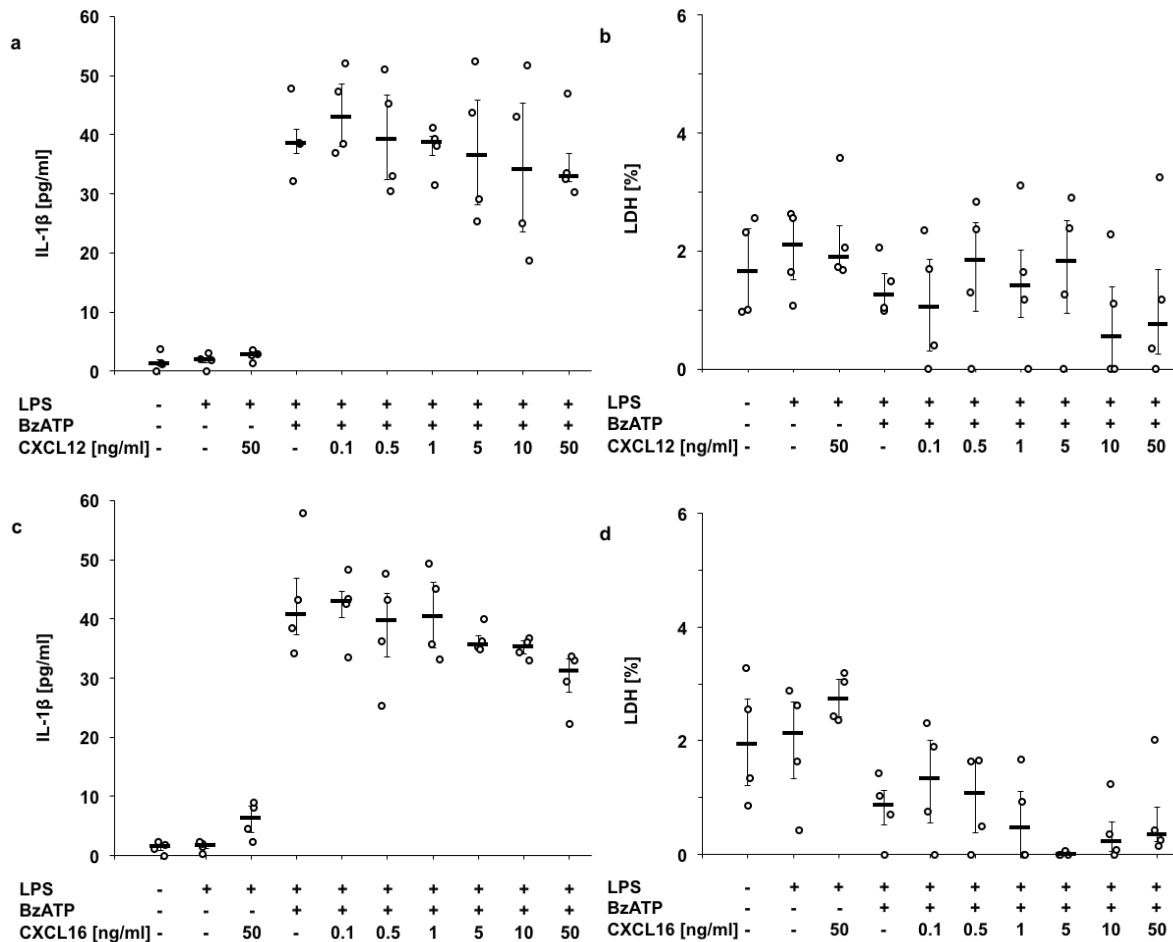 a
IL-1β [pg/ml]
60
50
40
30
20
10
0
LPS - + + + + + + + + +
BzATP - - - + + + + + + +
CXCL12 [ng/ml] - - 50 - 0.1 0.5 1 5 10 50
b
LDH [%]
6
4
2
0
LPS - + + + + + + + + +
BzATP - - - + + + + + + +
CXCL12 [ng/ml] - - 50 - 0.1 0.5 1 5 10 50
c
IL-1β [pg/ml]
60
50
40
30
20
10
0
LPS - + + + + + + + + +
BzATP - - - + + + + + + +
CXCL16 [ng/ml] - - 50 - 0.1 0.5 1 5 10 50
d
LDH [%]
6
4
2
0
LPS - + + + + + + + + +
BzATP - - - + + + + + + +
CXCL16 [ng/ml] - - 50 - 0.1 0.5 1 5 10 50